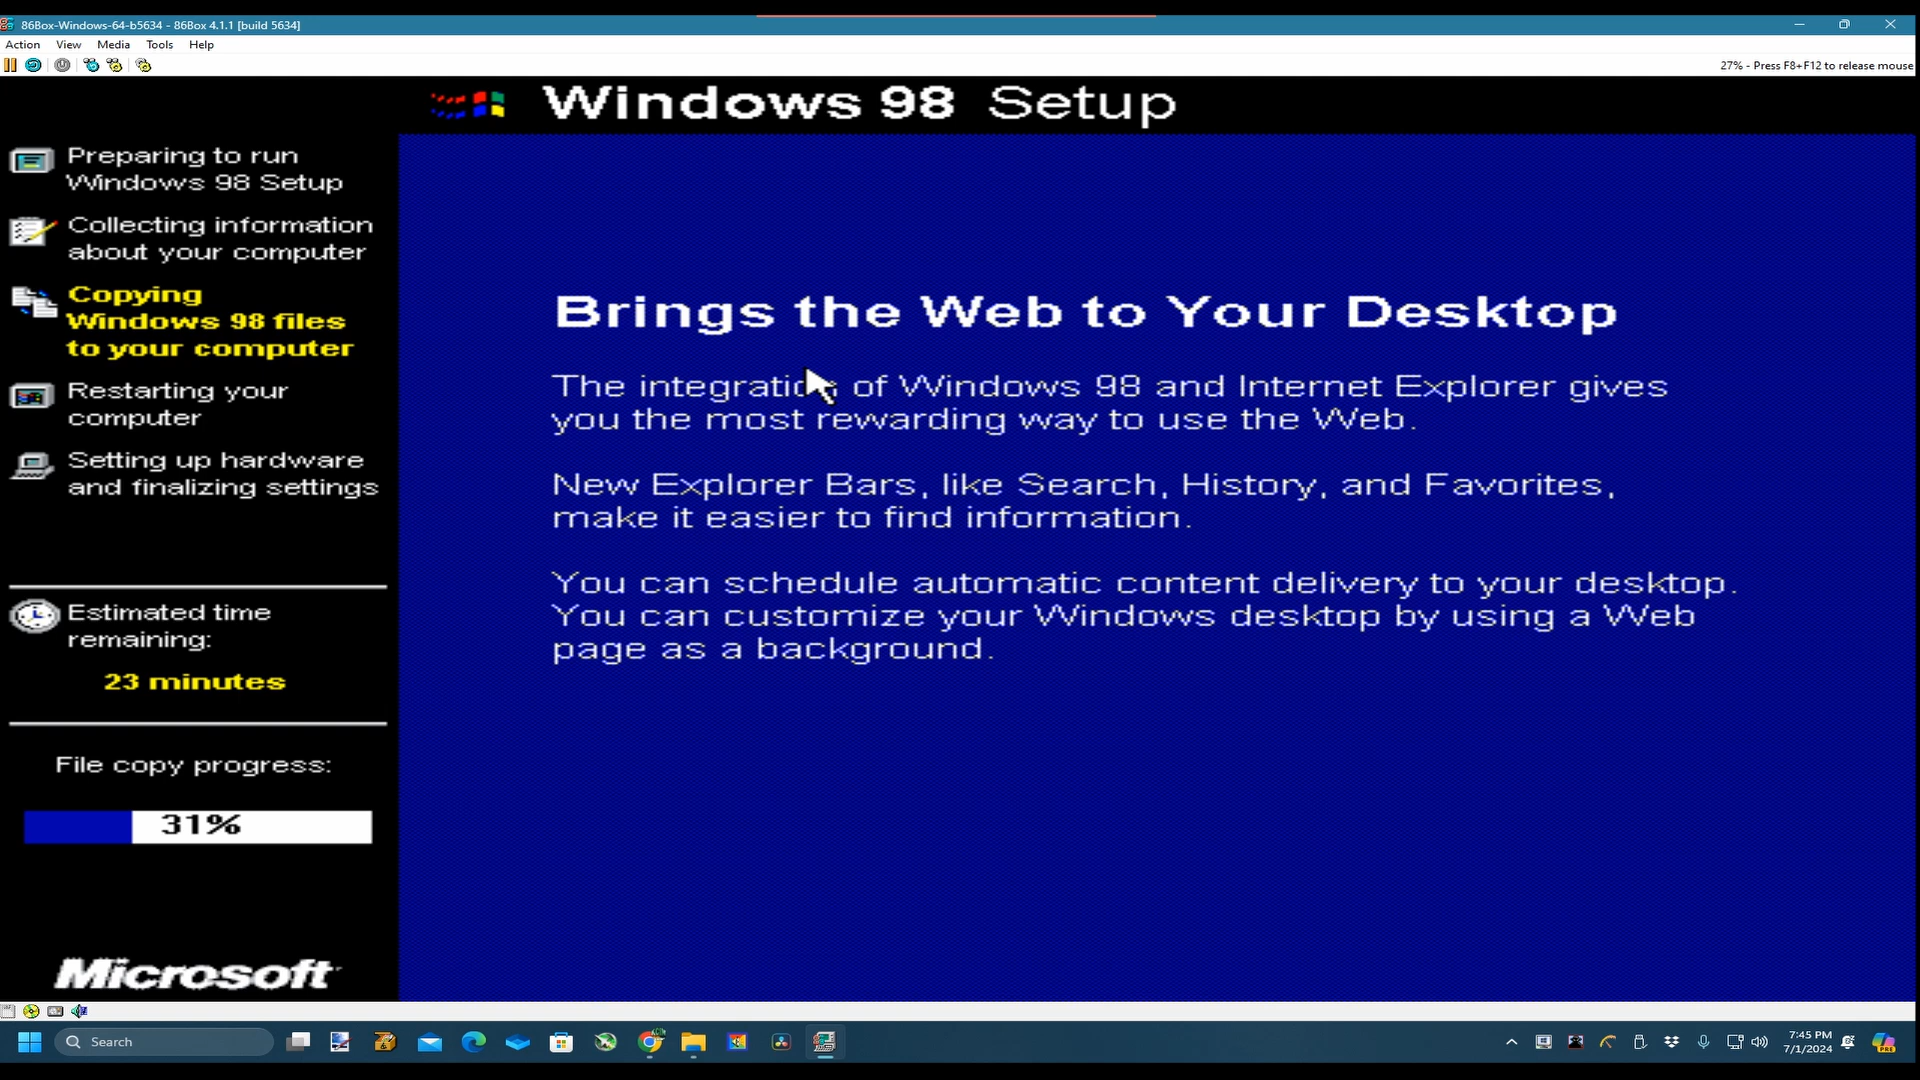 86Box-Windows-64-b5634 - 86Box 4.1.1 [build 5634]
Action View Media Tools Help
27% - Press F8+F12 to release mouse
Windows 98 Setup
Preparing to run
Windows 98 Setup
Collecting information
about your computer
Copying
Windows 98 files
to your computer
Restarting your
computer
Setting up hardware
and finalizing settings
Estimated time
remaining:
23 minutes
File copy progress:
31%
Microsoft
Brings the Web to Your Desktop
The integration of Windows 98 and Internet Explorer gives
you the most rewarding way to use the Web.
New Explorer Bars, like Search, History, and Favorites,
make it easier to find information.
You can schedule automatic content delivery to your desktop.
You can customize your Windows desktop by using a Web
page as a background.
Search
7:45 PM
7/1/2024
PRE